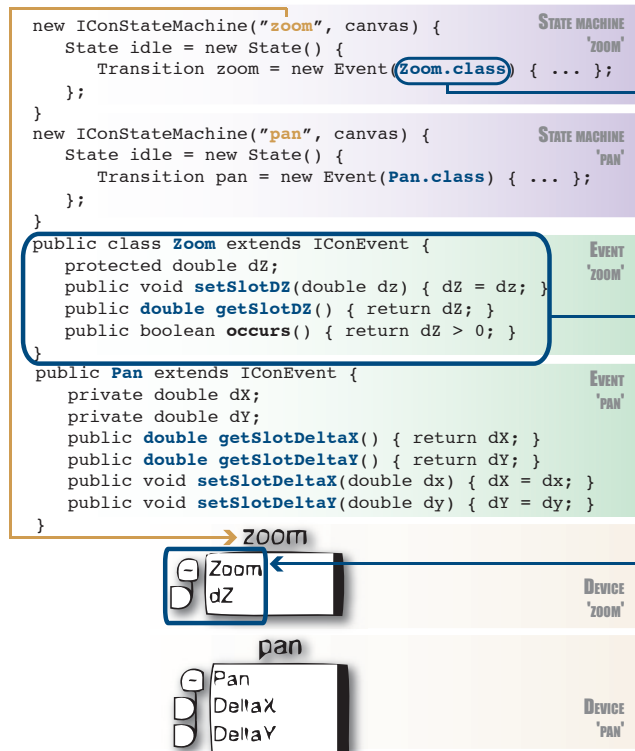 new IConStateMachine("zoom", canvas) {
State idle = new State() {
Transition zoom = new Event(Zoom.class) { ... };
};
}
STATE MACHINE
'ZOOM'
new IConStateMachine("pan", canvas) {
State idle = new State() {
Transition pan = new Event(Pan.class) { ... };
};
}
STATE MACHINE
'PAN'
public class Zoom extends IConEvent {
protected double dZ;
public void setSlotDZ(double dz) { dZ = dz; }
public double getSlotDZ() { return dZ; }
public boolean occurs() { return dZ > 0; }
}
EVENT
'ZOOM'
public Pan extends IConEvent {
private double dX;
private double dY;
public double getSlotDeltaX() { return dX; }
public double getSlotDeltaY() { return dY; }
public void setSlotDeltaX(double dx) { dX = dx; }
public void setSlotDeltaY(double dy) { dY = dy; }
}
EVENT
'PAN'
zoom
Zoom
dZ
DEVICE
'ZOOM'
pan
Pan
DeltaX
DeltaY
DEVICE
'PAN'